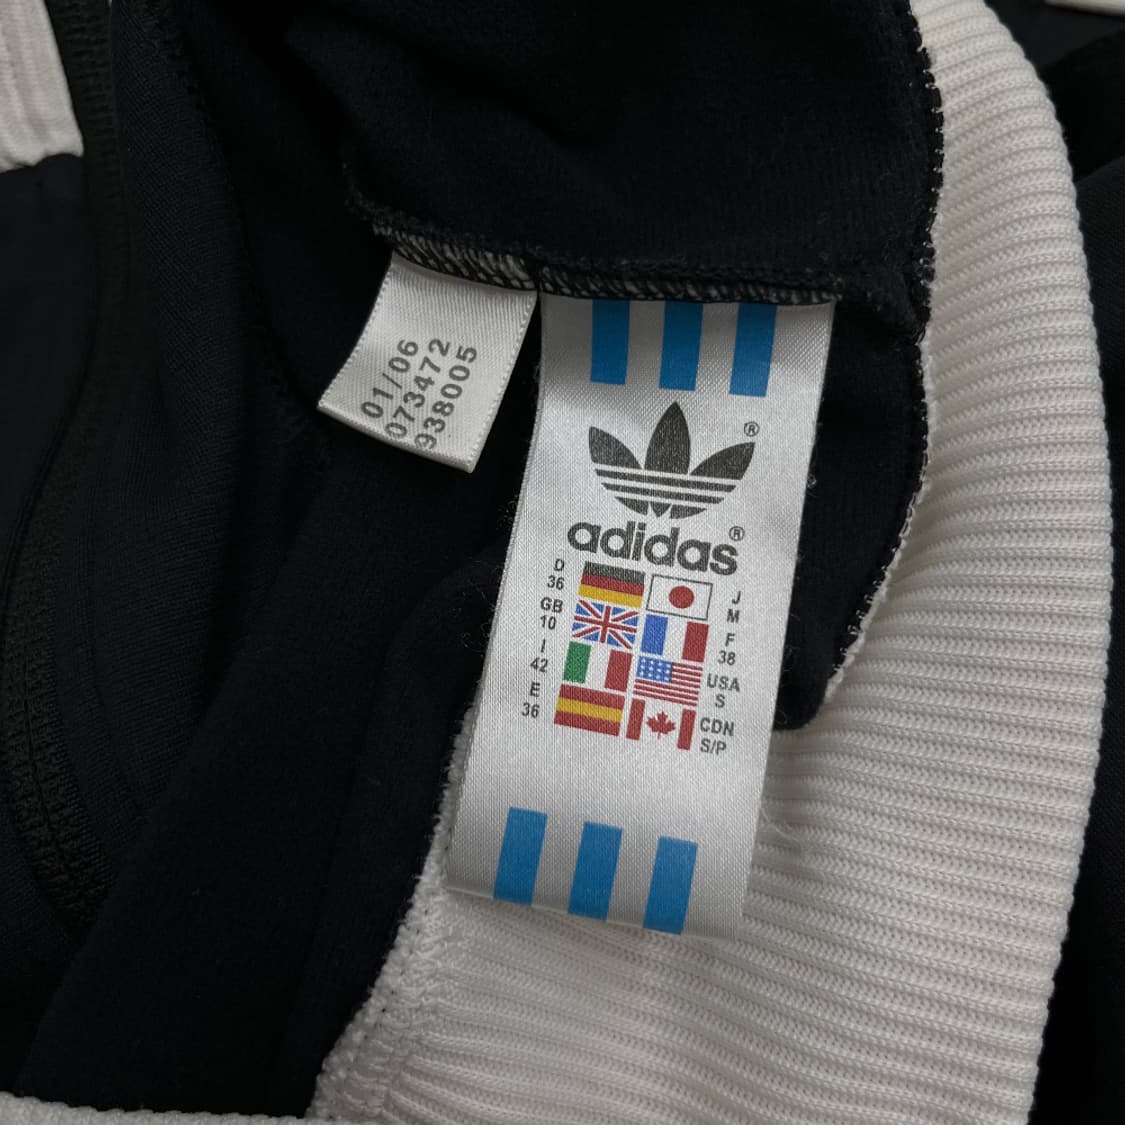 01/06
073472
938005
®
adidas®
D
36
J
M
GB
10
F
38
I
42
USA
S
E
36
CDN
S/P